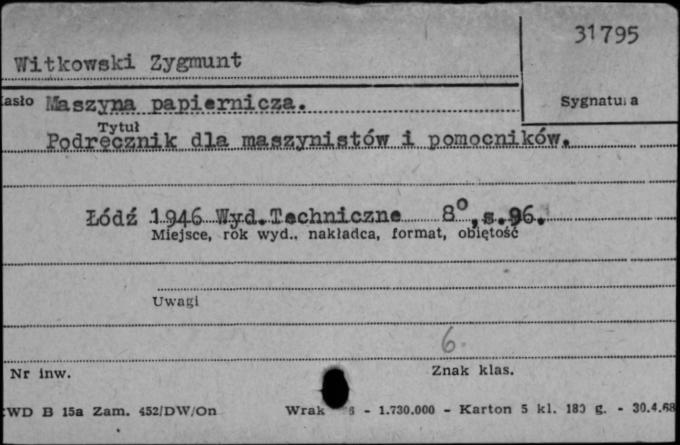 31795
Witkowski Zygmunt
asło Maszyna papiernicza.
Sygnatura
Tytuł
Podręcznik dla maszynistów i pomocników.
Łódź 1946 Wyd.Techniczne 8°,s.96.
Miejsce, rok wyd., nakładca, format, objętość
Uwagi
6.
Nr inw.
Znak klas.
WD B 15a Zam. 452/DW/On Wrak 6 - 1.730.000 - Karton 5 kl. 180 g. - 30.4.68